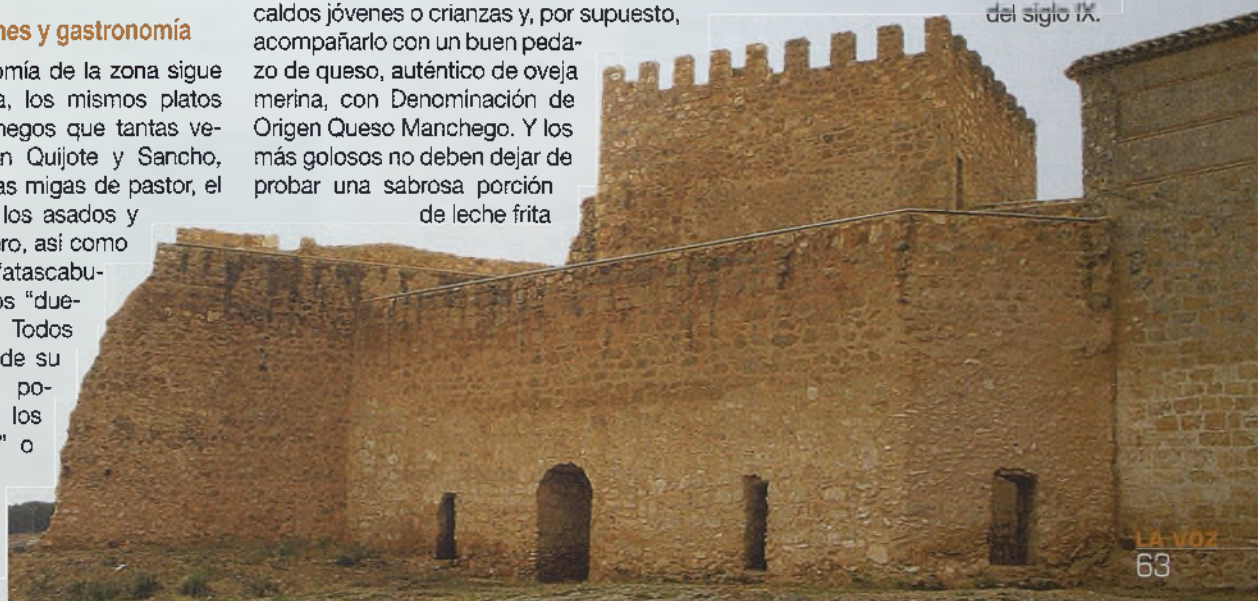 nes y gastronomía
omía de la zona sigue
a, los mismos platos
negos que tantas ve-
n Quijote y Sancho,
as migas de pastor, el
los asados y
ero, así como
"atascabu-
os "due-
Todos
de su
po-
los
" o
caldos jóvenes o crianzas y, por supuesto,
acompañarlo con un buen peda-
zo de queso, auténtico de oveja
merina, con Denominación de
Origen Queso Manchego. Y los
más golosos no deben dejar de
probar una sabrosa porción
de leche frita
del siglo IX.
LA VOZ
63